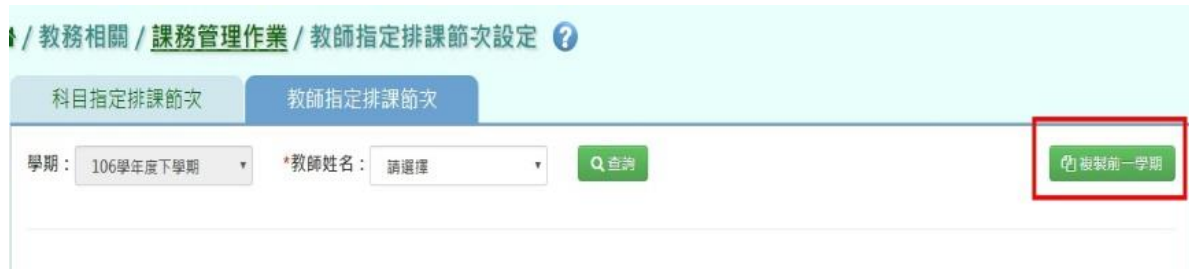 / 教務相關 / 課務管理作業 / 教師指定排課節次設定 ?
科目指定排課節次 教師指定排課節次
學期： 106學年度下學期 *教師姓名： 請選擇 查詢 複製前一學期